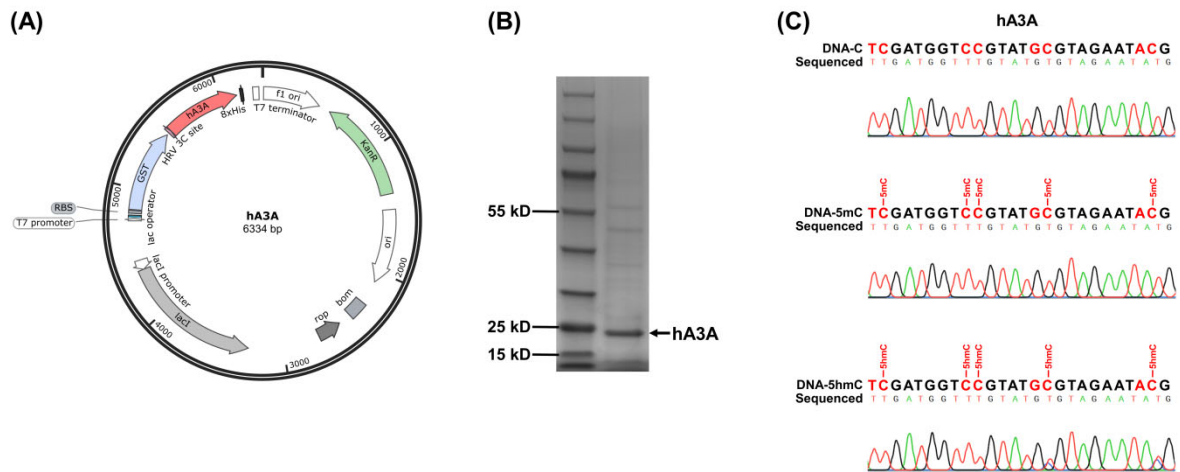 (A)
6000
f1 ori
T7 terminator
8xHis
hA3A
HRV 3C site
1000
KanR
GST
5000
RBS
T7 promoter
lac operator
hA3A
6334 bp
ori
2000
lacI promoter
lacI
4000
bom
rop
3000
(B)
55 kD
25 kD
hA3A
15 kD
(C)
hA3A
DNA-C TCGATGGTCCGTATGCGTAGAATACG
Sequenced TTGATGGTTTGTATGTGTAGAATATG
5mC 5mC 5mC 5mC 5mC
DNA-5mC TCGATGGTCCGTATGCGTAGAATACG
Sequenced TTGATGGTTTGTATGTGTAGAATATG
5hmC 5hmC 5hmC 5hmC 5hmC
DNA-5hmC TCGATGGTCCGTATGCGTAGAATACG
Sequenced TTGATGGTTTGTATGTGTAGAATATG